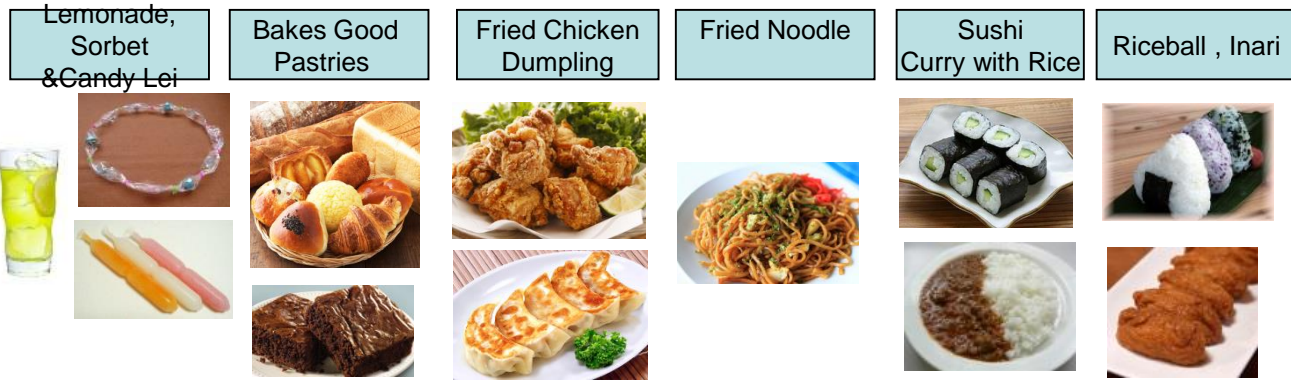 Lemonade,
Sorbet
&Candy Lei
Bakes Good
Pastries
Fried Chicken
Dumpling
Fried Noodle
Sushi
Curry with Rice
Riceball , Inari